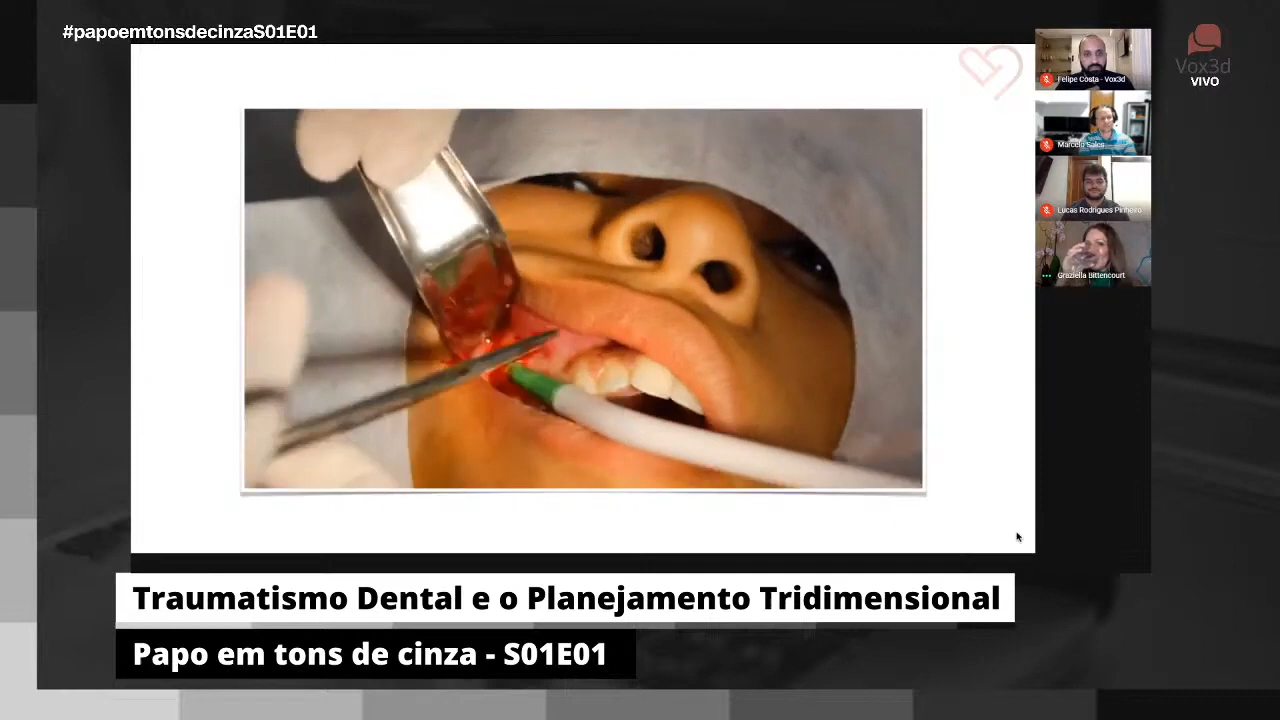 #papoemtonsdecinzaS01E01
Vox3d
VIVO
Felipe Costa - Vox3d
Marcelo Sales
Lucas Rodrigues Pinheiro
Graziella Bittencourt
Traumatismo Dental e o Planejamento Tridimensional
Papo em tons de cinza - S01E01